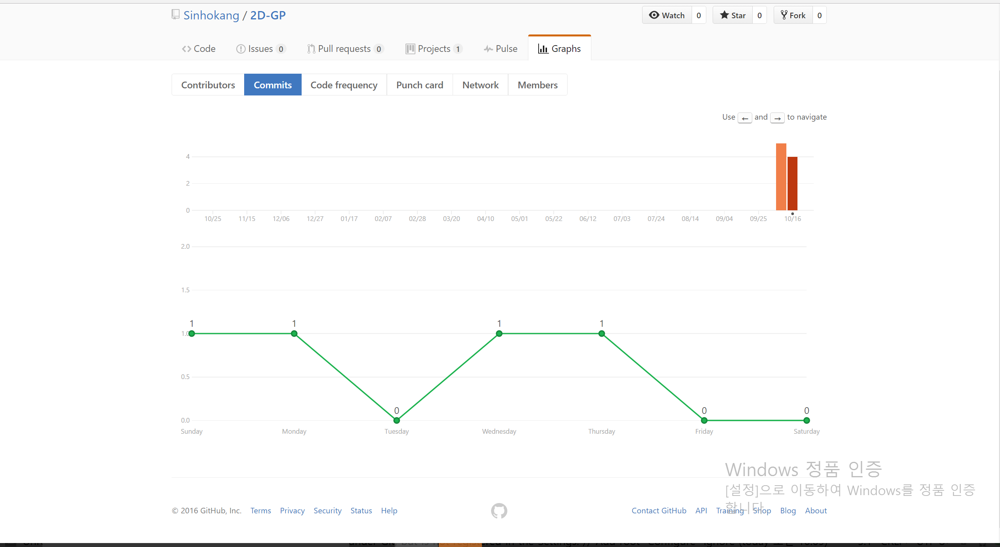 Sinhokang / 2D-GP
Watch 0 Star 0 Fork 0
Code Issues 0 Pull requests 0 Projects 1 Pulse Graphs
Contributors Commits Code frequency Punch card Network Members
Use ← and → to navigate
4
2
0
10/25 11/15 12/06 12/27 01/17 02/07 02/28 03/20 04/10 05/01 05/22 06/12 07/03 07/24 08/14 09/04 09/25 10/16
2.0
1.5
1 1 1 1
1.0
0.5
0 0 0
0.0
Sunday Monday Tuesday Wednesday Thursday Friday Saturday
Windows 정품 인증
[설정]으로 이동하여 Windows를 정품 인증
합니다.
© 2016 GitHub, Inc. Terms Privacy Security Status Help Contact GitHub API Training Shop Blog About